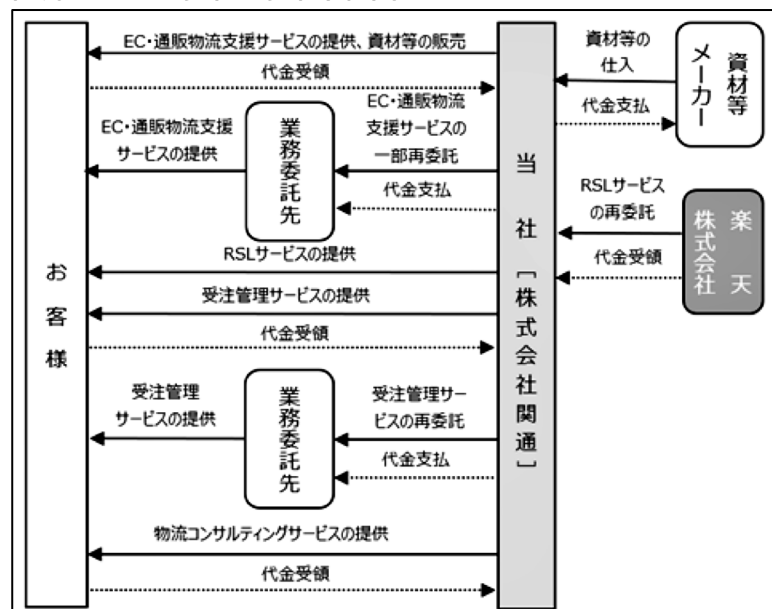 EC・通販物流支援サービスの提供、資材等の販売
代金受領
資材等の
仕入
代金支払
資材等
メーカー
EC・通販物流支援
サービスの提供
業務委託先
EC・通販物流
支援サービスの
一部再委託
代金支払
RSLサービス
の再委託
代金受領
楽天
株式会社
RSLサービスの提供
受注管理サービスの提供
代金受領
お客様
当社[株式会社関通]
受注管理
サービスの提供
業務委託先
受注管理サー
ビスの再委託
代金支払
物流コンサルティングサービスの提供
代金受領